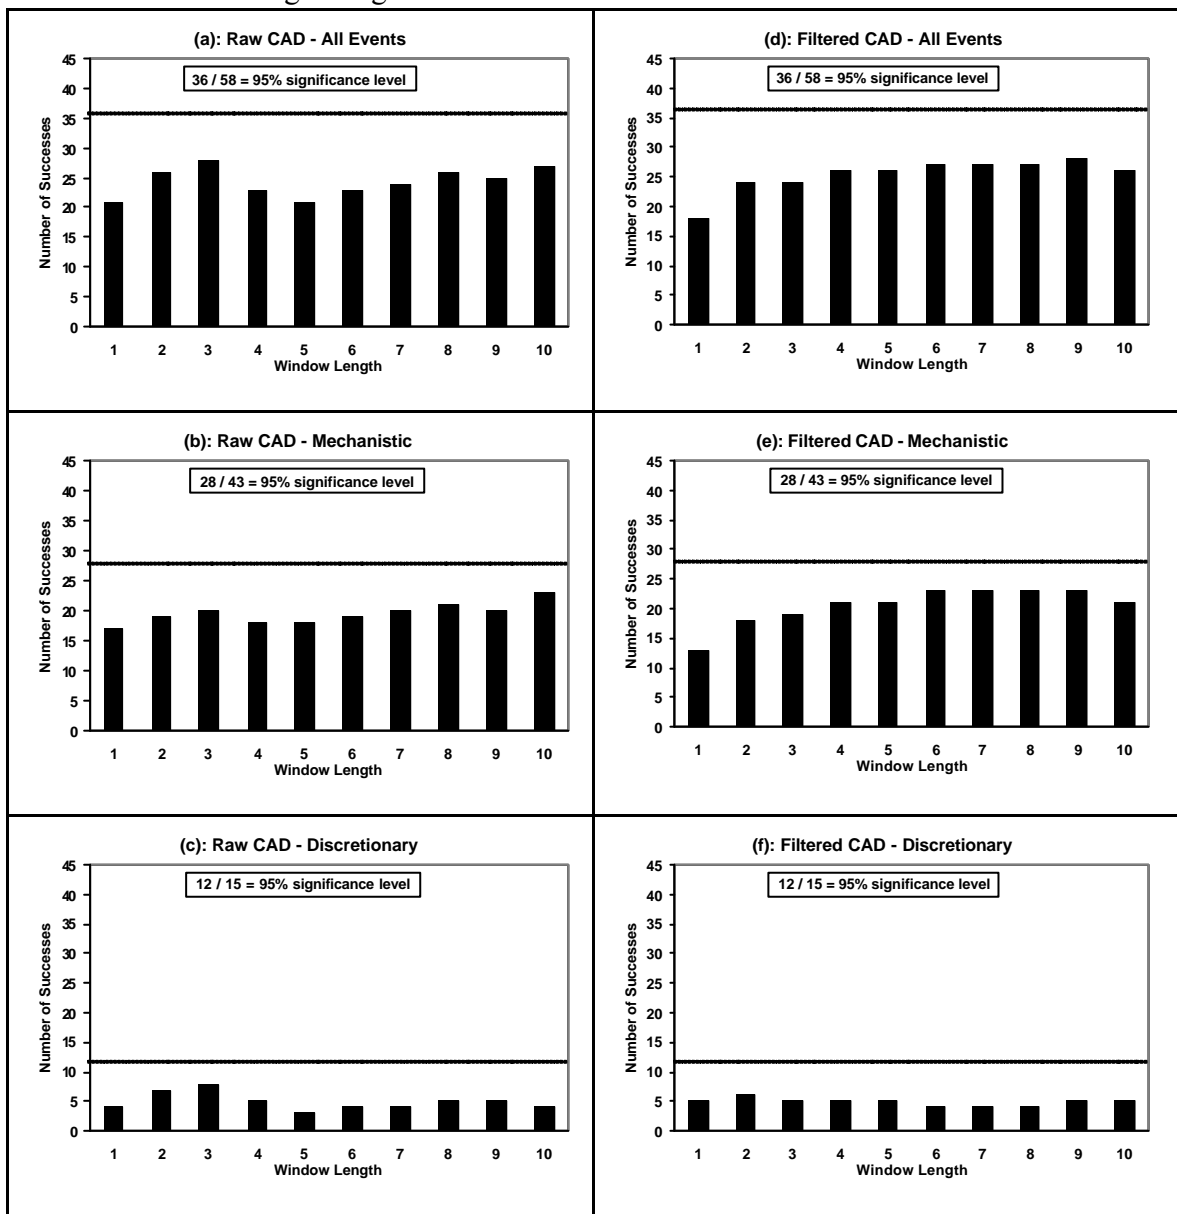 (a): Raw CAD - All Events
36 / 58 = 95% significance level
Number of Successes
45
40
35
30
25
20
15
10
5
0
1 2 3 4 5 6 7 8 9 10
Window Length
(d): Filtered CAD - All Events
36 / 58 = 95% significance level
Number of Successes
45
40
35
30
25
20
15
10
5
0
1 2 3 4 5 6 7 8 9 10
Window Length
(b): Raw CAD - Mechanistic
28 / 43 = 95% significance level
Number of Successes
45
40
35
30
25
20
15
10
5
0
1 2 3 4 5 6 7 8 9 10
Window Length
(e): Filtered CAD - Mechanistic
28 / 43 = 95% significance level
Number of Successes
45
40
35
30
25
20
15
10
5
0
1 2 3 4 5 6 7 8 9 10
Window Length
(c): Raw CAD - Discretionary
12 / 15 = 95% significance level
Number of Successes
45
40
35
30
25
20
15
10
5
0
1 2 3 4 5 6 7 8 9 10
Window Length
(f): Filtered CAD - Discretionary
12 / 15 = 95% significance level
Number of Successes
45
40
35
30
25
20
15
10
5
0
1 2 3 4 5 6 7 8 9 10
Window Length